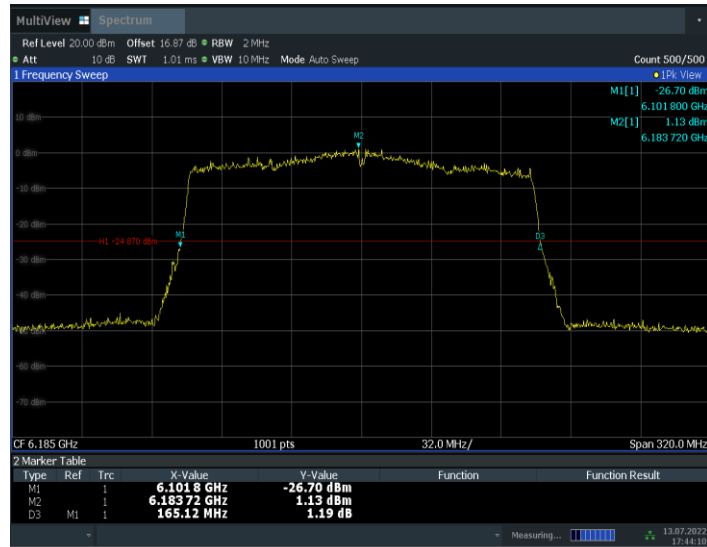 MultiView Spectrum
Ref Level 20.00 dBm Offset 16.87 dB RBW 2 MHz
Att 10 dB SWT 1.01 ms VBW 10 MHz Mode Auto Sweep Count 500/500
1 Frequency Sweep 1Pk View
M1[1] -26.70 dBm
6.101 800 GHz
M2[1] 1.13 dBm
6.183 720 GHz
10 dBm
M2
0 dBm
-10 dBm
-20 dBm
M1
D3
H1 -24.870 dBm
-30 dBm
-40 dBm
-60 dBm
-70 dBm
CF 6.185 GHz 1001 pts 32.0 MHz/ Span 320.0 MHz
2 Marker Table
Type Ref Trc X-Value Y-Value Function Function Result
M1 1 6.101 8 GHz -26.70 dBm
M2 1 6.183 72 GHz 1.13 dBm
D3 M1 1 165.12 MHz 1.19 dB
Measuring... 13.07.2022
17:44:10